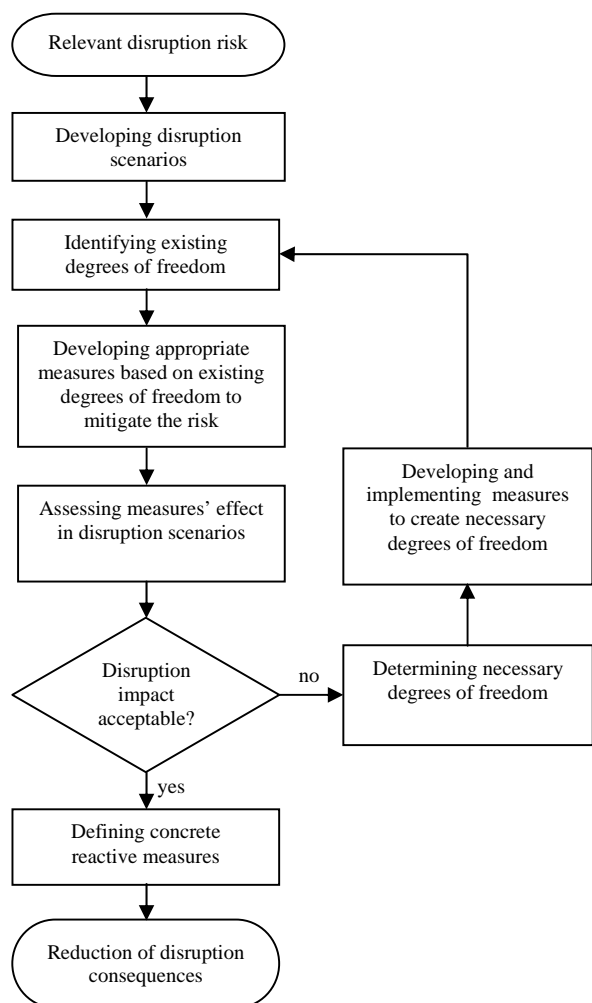 Relevant disruption risk
Developing disruption
scenarios
Identifying existing
degrees of freedom
Developing appropriate
measures based on existing
degrees of freedom to
mitigate the risk
Assessing measures’ effect
in disruption scenarios
Disruption
impact
acceptable?
no
Determining necessary
degrees of freedom
Developing and
implementing measures
to create necessary
degrees of freedom
yes
Defining concrete
reactive measures
Reduction of disruption
consequences